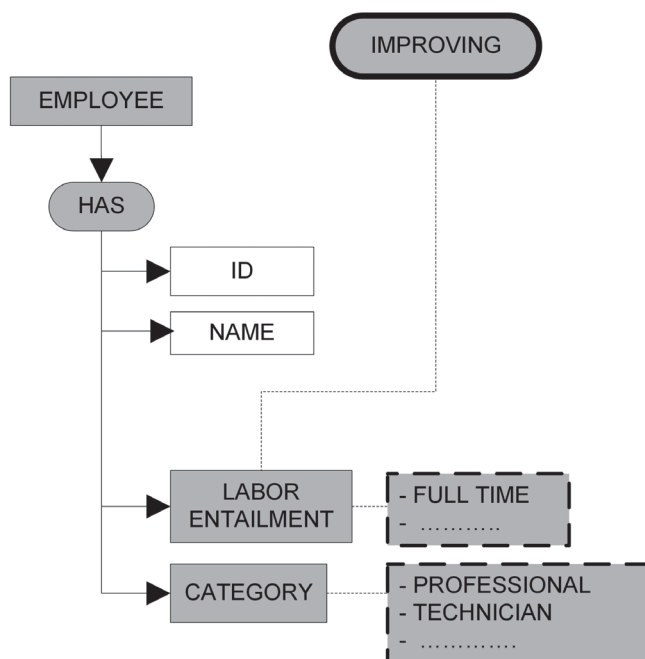 IMPROVING
EMPLOYEE
HAS
ID
NAME
LABOR
ENTAILMENT
- FULL TIME
- ...........
CATEGORY
- PROFESSIONAL
- TECHNICIAN
- .............